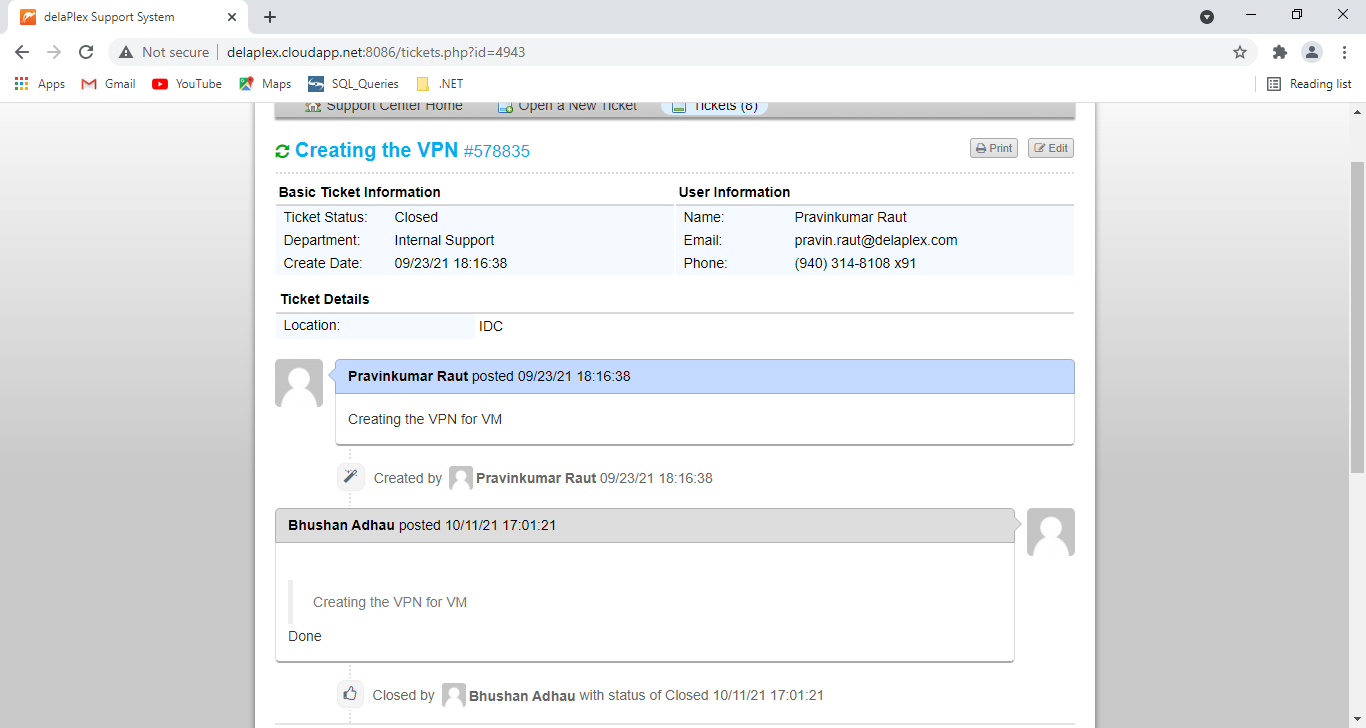 delaPlex Support System
Not secure delaplex.cloudapp.net:8086/tickets.php?id=4943
Apps Gmail YouTube Maps SQL_Queries .NET Reading list
Support Center Home Open a New Ticket Tickets (8)
Creating the VPN #578835 Print Edit
Basic Ticket Information User Information
Ticket Status: Closed Name: Pravinkumar Raut
Department: Internal Support Email: pravin.raut@delaplex.com
Create Date: 09/23/21 18:16:38 Phone: (940) 314-8108 x91
Ticket Details
Location: IDC
Pravinkumar Raut posted 09/23/21 18:16:38
Creating the VPN for VM
Created by Pravinkumar Raut 09/23/21 18:16:38
Bhushan Adhau posted 10/11/21 17:01:21
Creating the VPN for VM
Done
Closed by Bhushan Adhau with status of Closed 10/11/21 17:01:21